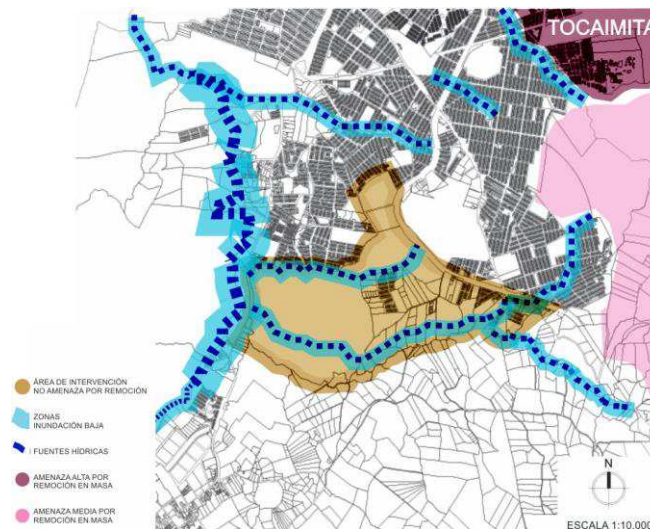 TOCAIMITA
ÁREA DE INTERVENCIÓN
NO AMENAZA POR REMOCIÓN
ZONAS
INUNDACIÓN BAJA
FUENTES HÍDRICAS
AMENAZA ALTA POR
REMOCIÓN EN MASA
AMENAZA MEDIA POR
REMOCIÓN EN MASA
N
ESCALA 1:10.000